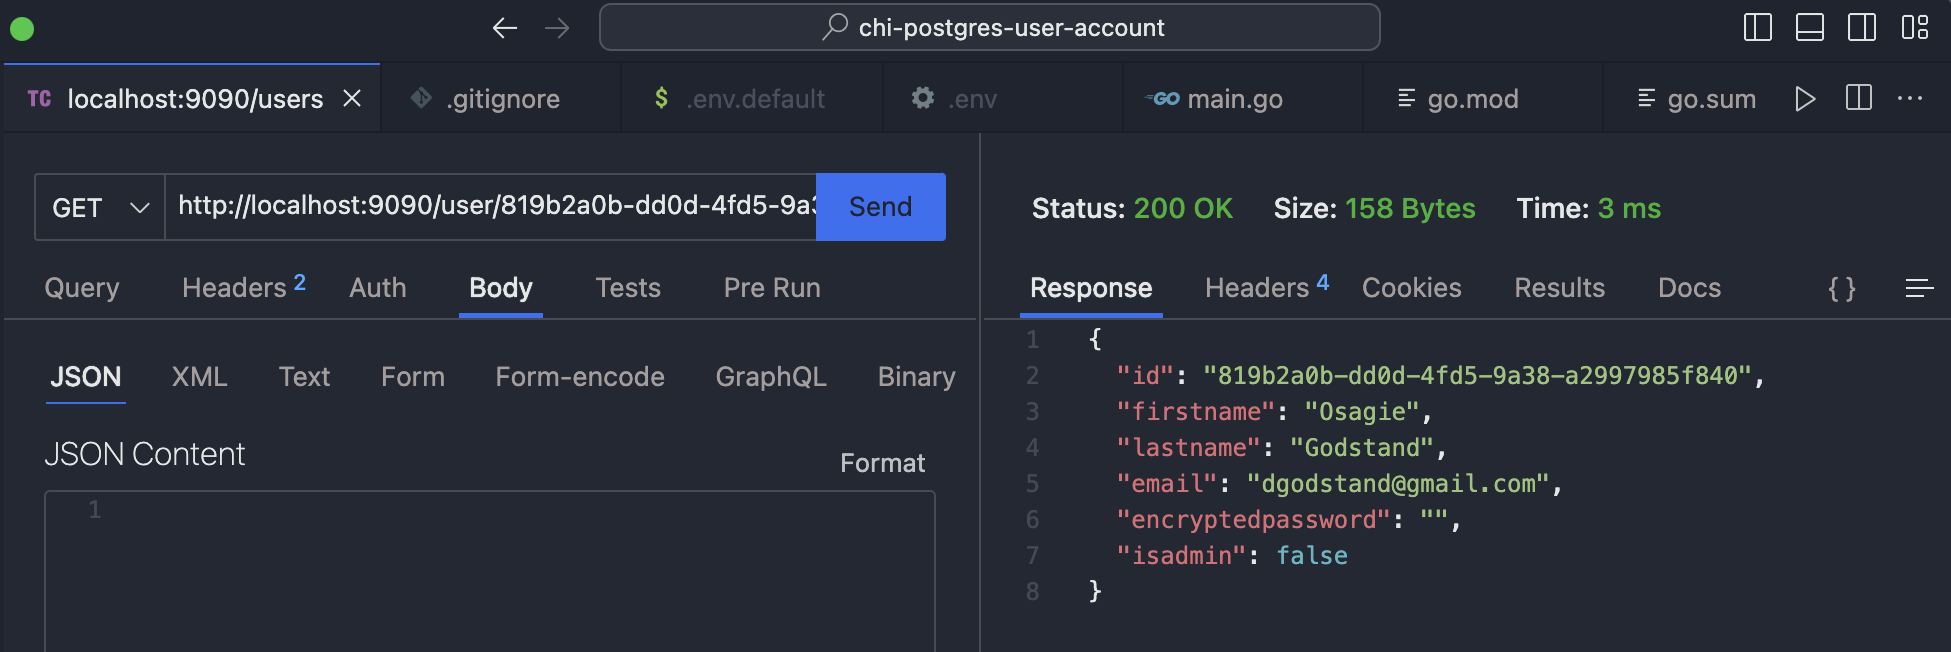 chi-postgres-user-account
TC localhost:9090/users
.gitignore
$ .env.default
.env
GO main.go
go.mod
go.sum
GET
http://localhost:9090/user/819b2a0b-dd0d-4fd5-9a3
Send
Status: 200 OK Size: 158 Bytes Time: 3 ms
Query Headers 2 Auth Body Tests Pre Run
Response Headers 4 Cookies Results Docs { }
JSON XML Text Form Form-encode GraphQL Binary
JSON Content
Format
1
1 {
2 "id": "819b2a0b-dd0d-4fd5-9a38-a2997985f840",
3 "firstname": "Osagie",
4 "lastname": "Godstand",
5 "email": "dgodstand@gmail.com",
6 "encryptedpassword": "",
7 "isadmin": false
8 }